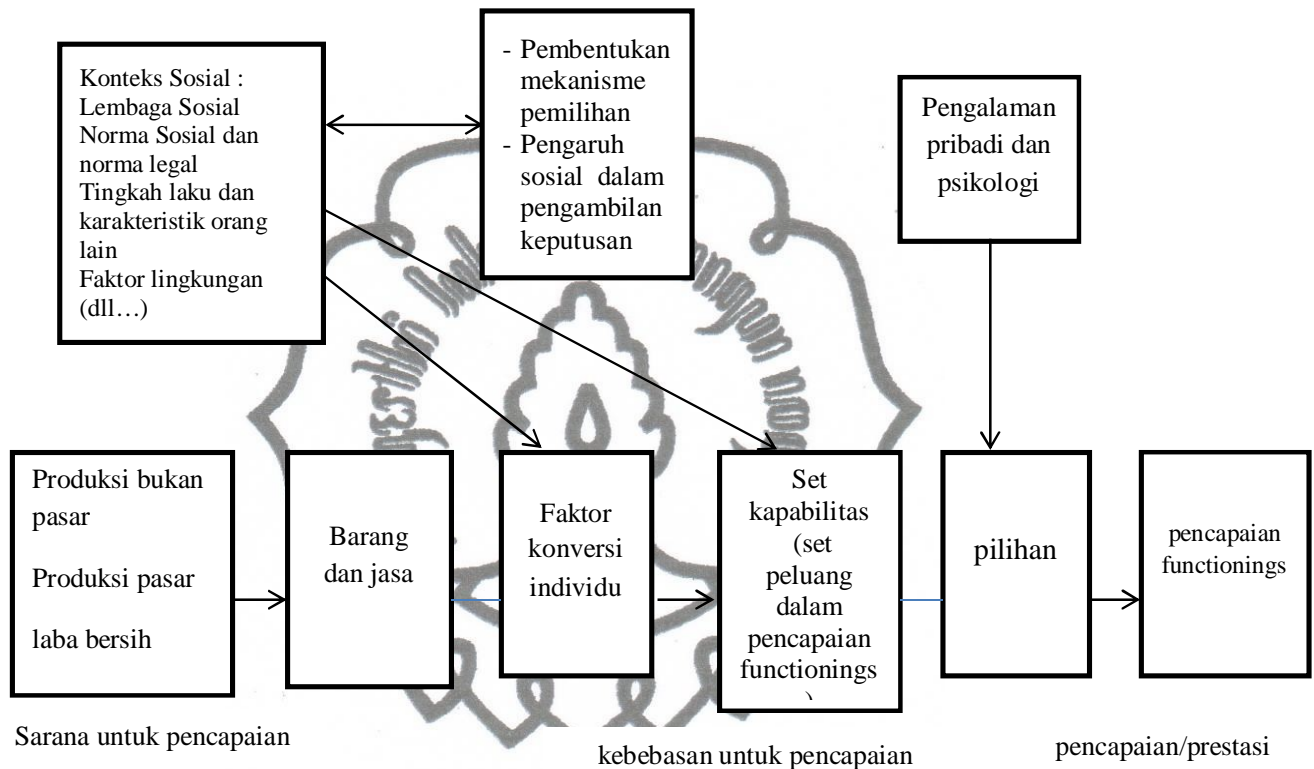 Konteks Sosial :
Lembaga Sosial
Norma Sosial dan
norma legal
Tingkah laku dan
karakteristik orang
lain
Faktor lingkungan
(dll…)
- Pembentukan
mekanisme
pemilihan
- Pengaruh
sosial dalam
pengambilan
keputusan
Pengalaman
pribadi dan
psikologi
Produksi bukan
pasar
Produksi pasar
laba bersih
Barang
dan jasa
Faktor
konversi
individu
Set
kapabilitas
(set
peluang
dalam
pencapaian
functionings
)
pilihan
pencapaian
functionings
Sarana untuk pencapaian
kebebasan untuk pencapaian
pencapaian/prestasi